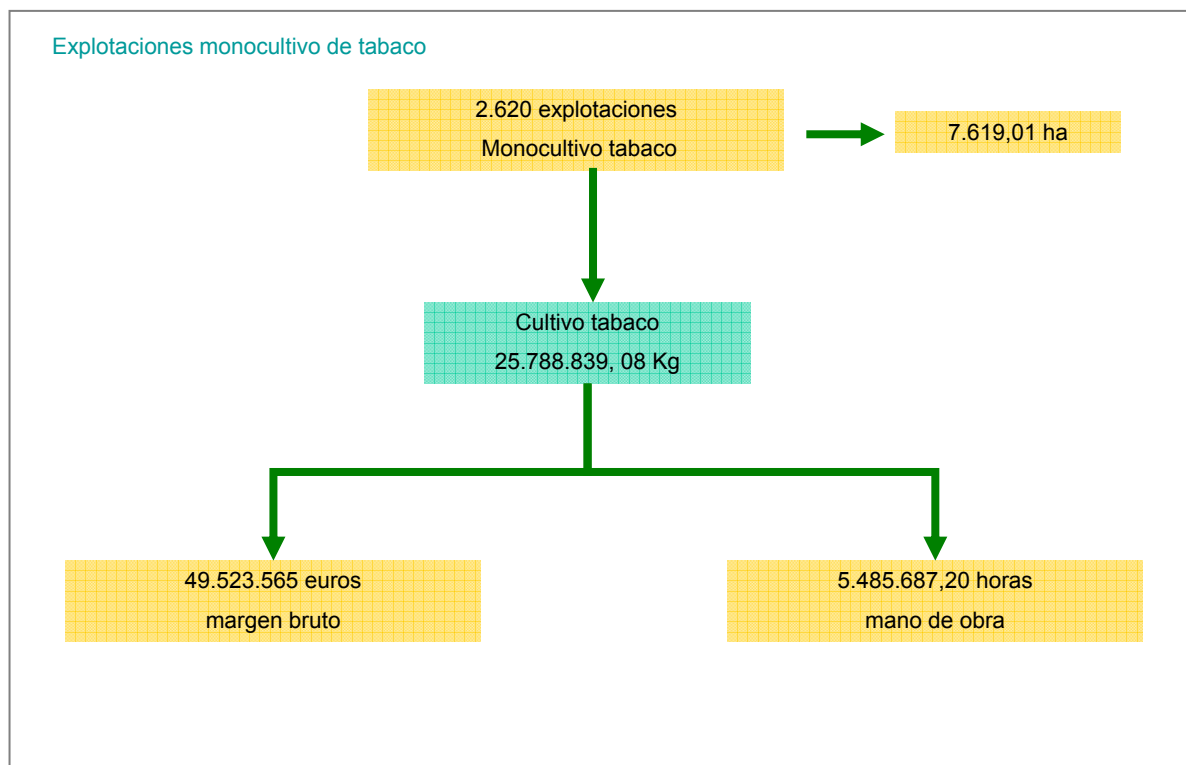 Explotaciones monocultivo de tabaco
2.620 explotaciones
Monocultivo tabaco
7.619,01 ha
Cultivo tabaco
25.788.839, 08 Kg
49.523.565 euros
margen bruto
5.485.687,20 horas
mano de obra